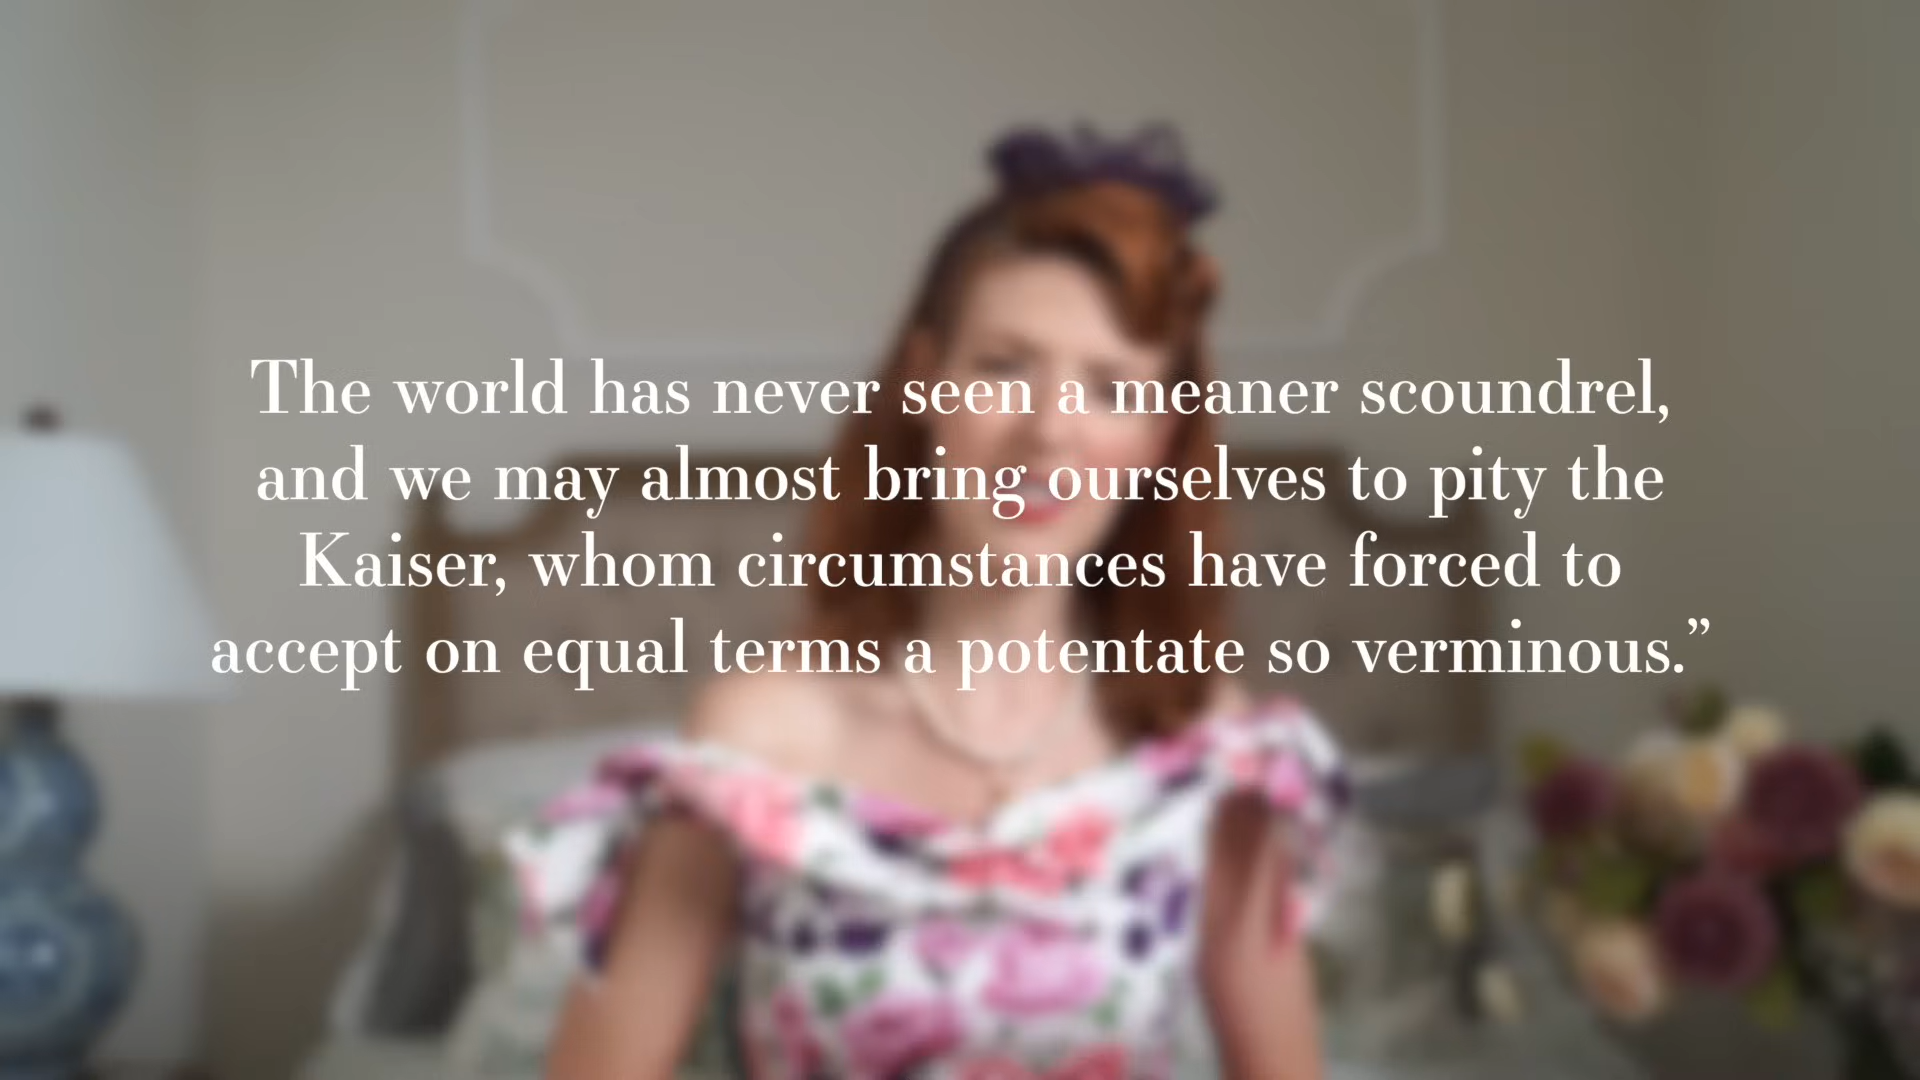 The world has never seen a meaner scoundrel,
and we may almost bring ourselves to pity the
Kaiser, whom circumstances have forced to
accept on equal terms a potentate so verminous.”